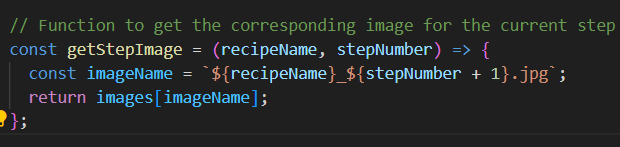 // Function to get the corresponding image for the current step
const getStepImage = (recipeName, stepNumber) => {
  const imageName = `${recipeName}_${stepNumber + 1}.jpg`;
  return images[imageName];
};